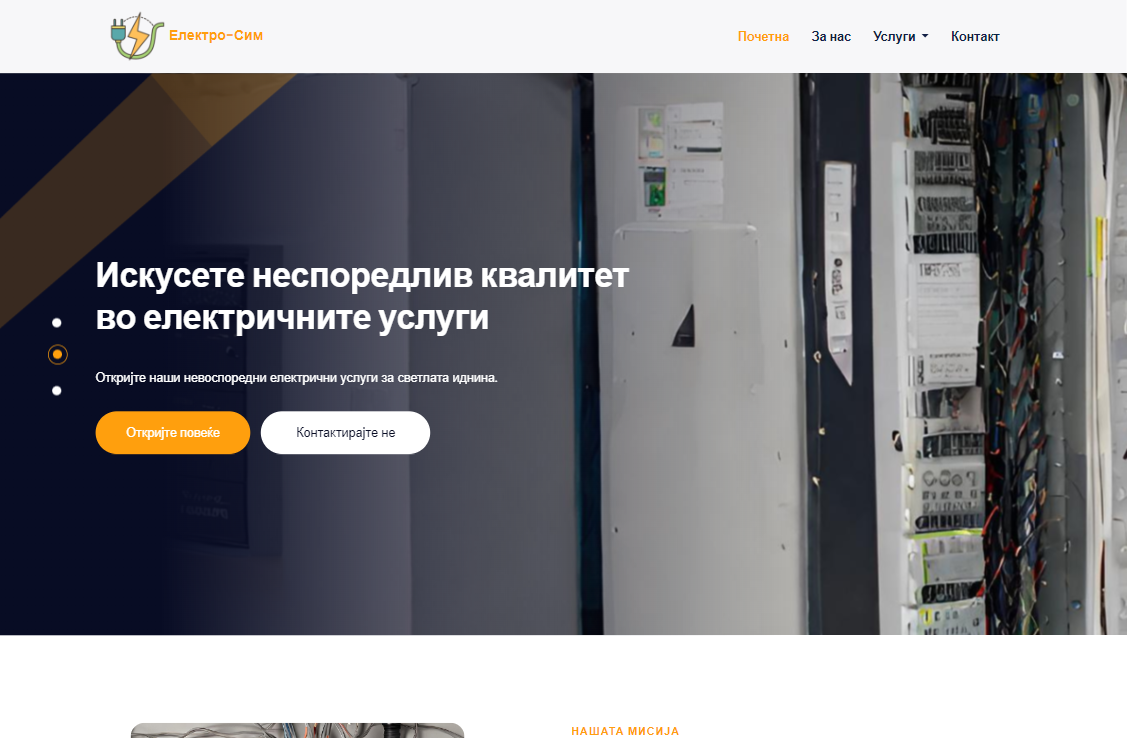 Електро-Сим
Почетна
За нас
Услуги
Контакт
Искусете неспоредлив квалитет
во електричните услуги
Откријте наши невоспоредни електрични услуги за светлата иднина.
Откријте повеќе
Контактирајте не
НАШАТА МИСИЈА